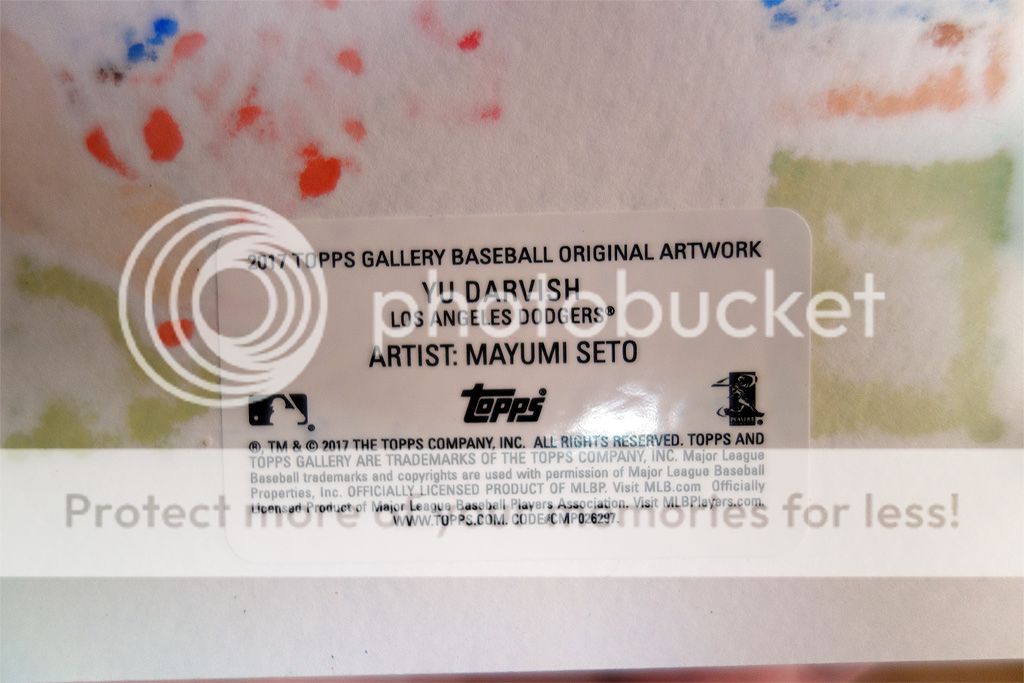 2017 TOPPS GALLERY BASEBALL ORIGINAL ARTWORK
YU DARVISH
LOS ANGELES DODGERS®
ARTIST: MAYUMI SETO
photobucket
topps®
PLAYERS
®, TM & © 2017 THE TOPPS COMPANY, INC. ALL RIGHTS RESERVED. TOPPS AND
TOPPS GALLERY ARE TRADEMARKS OF THE TOPPS COMPANY, INC. Major League
Baseball trademarks and copyrights are used with permission of Major League Baseball
Properties, Inc. OFFICIALLY LICENSED PRODUCT OF MLBP. Visit MLB.com Officially
Licensed Product of Major League Baseball Players Association. Visit MLBPlayers.com.
WWW.TOPPS.COM. CODE#CMP026297.
Protect more of your memories for less!